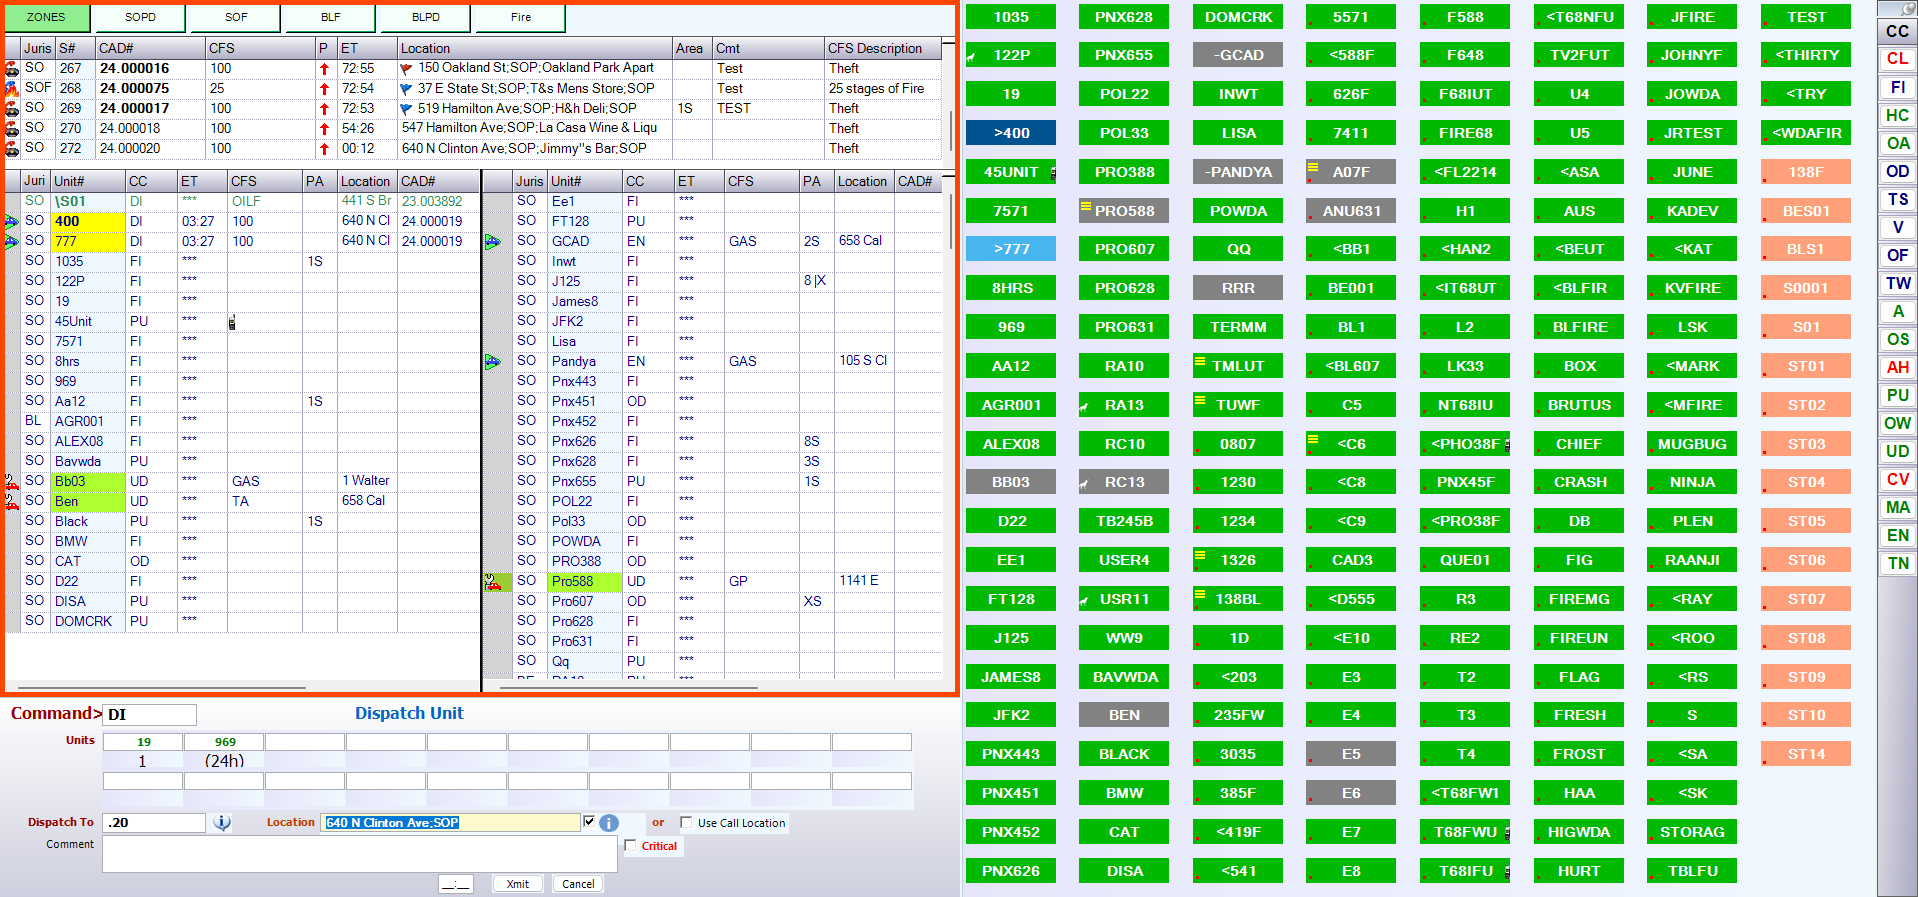 ZONES SOPD SOF BLF BLPD Fire
Juris S# CAD# CFS P ET Location Area Cmt CFS Description
SO 267 24.000016 100 72:55 150 Oakland St;SOP;Oakland Park Apart Test Theft
SOF 268 24.000075 25 72:54 37 E State St;SOP;T&s Mens Store;SOP Test 25 stages of Fire
SO 269 24.000017 100 72:53 519 Hamilton Ave;SOP;H&h Deli;SOP 1S TEST Theft
SO 270 24.000018 100 54:26 547 Hamilton Ave;SOP;La Casa Wine & Liqu Theft
SO 272 24.000020 100 00:12 640 N Clinton Ave;SOP;Jimmy"s Bar;SOP Theft
Juri Unit# CC ET CFS PA Location CAD#
SO \S01 DI *** OILF 441 S Br 23.003892
SO 400 DI 03:27 100 640 N Cl 24.000019
SO 777 DI 03:27 100 640 N Cl 24.000019
SO 1035 FI *** 1S
SO 122P FI ***
SO 19 FI ***
SO 45Unit PU ***
SO 7571 FI ***
SO 8hrs FI ***
SO 969 FI ***
SO Aa12 FI *** 1S
BL AGR001 FI ***
SO ALEX08 FI ***
SO Bavwda PU ***
SO Bb03 UD *** GAS 1 Walter
SO Ben UD *** TA 658 Cal
SO Black PU *** 1S
SO BMW FI ***
SO CAT OD ***
SO D22 FI ***
SO DISA PU ***
SO DOMCRK PU ***
Juris Unit# CC ET CFS PA Location CAD#
SO Ee1 FI ***
SO FT128 PU ***
SO GCAD EN *** GAS 2S 658 Cal
SO Inwt FI ***
SO J125 FI *** 8 |X
SO James8 FI ***
SO JFK2 FI ***
SO Lisa FI ***
SO Pandya EN *** GAS 105 S Cl
SO Pnx443 FI ***
SO Pnx451 OD ***
SO Pnx452 FI ***
SO Pnx626 FI *** 8S
SO Pnx628 FI *** 3S
SO Pnx655 PU *** 1S
SO POL22 FI ***
SO Pol33 OD ***
SO POWDA FI ***
SO PRO388 OD ***
SO Pro588 UD *** GP 1141 E
SO Pro607 OD *** XS
SO Pro628 FI ***
SO Pro631 FI ***
SO Qq PU ***
Command> DI Dispatch Unit
Units 19 969
1 (24h)
Dispatch To .20 Location 640 N Clinton Ave;SOP or Use Call Location
Comment Critical
__:__ Xmit Cancel
1035 PNX628 DOMCRK 5571 F588 <T68NFU JFIRE TEST
122P PNX655 -GCAD <588F F648 TV2FUT JOHNYF <THIRTY
19 POL22 INWT 626F F68IUT U4 JOWDA <TRY
>400 POL33 LISA 7411 FIRE68 U5 JRTEST <WDAFIR
45UNIT PRO388 -PANDYA A07F <FL2214 <ASA JUNE 138F
7571 PRO588 POWDA ANU631 H1 AUS KADEV BES01
>777 PRO607 QQ <BB1 <HAN2 <BEUT <KAT BLS1
8HRS PRO628 RRR BE001 <IT68UT <BLFIR KVFIRE S0001
969 PRO631 TERMM BL1 L2 BLFIRE LSK S01
AA12 RA10 TMLUT <BL607 LK33 BOX <MARK ST01
AGR001 RA13 TUWF C5 NT68IU BRUTUS <MFIRE ST02
ALEX08 RC10 0807 <C6 <PHO38F CHIEF MUGBUG ST03
BB03 RC13 1230 <C8 PNX45F CRASH NINJA ST04
D22 TB245B 1234 <C9 <PRO38F DB PLEN ST05
EE1 USER4 1326 CAD3 QUE01 FIG RAANJI ST06
FT128 USR11 138BL <D555 R3 FIREMG <RAY ST07
J125 WW9 1D <E10 RE2 FIREUN <ROO ST08
JAMES8 BAVWDA <203 E3 T2 FLAG <RS ST09
JFK2 BEN 235FW E4 T3 FRESH S ST10
PNX443 BLACK 3035 E5 T4 FROST <SA ST14
PNX451 BMW 385F E6 <T68FW1 HAA <SK
PNX452 CAT <419F E7 T68FWU HIGWDA STORAG
PNX626 DISA <541 E8 T68IFU HURT TBLFU
CC
CL
FI
HC
OA
OD
TS
V
OF
TW
A
OS
AH
PU
OW
UD
CV
MA
EN
TN